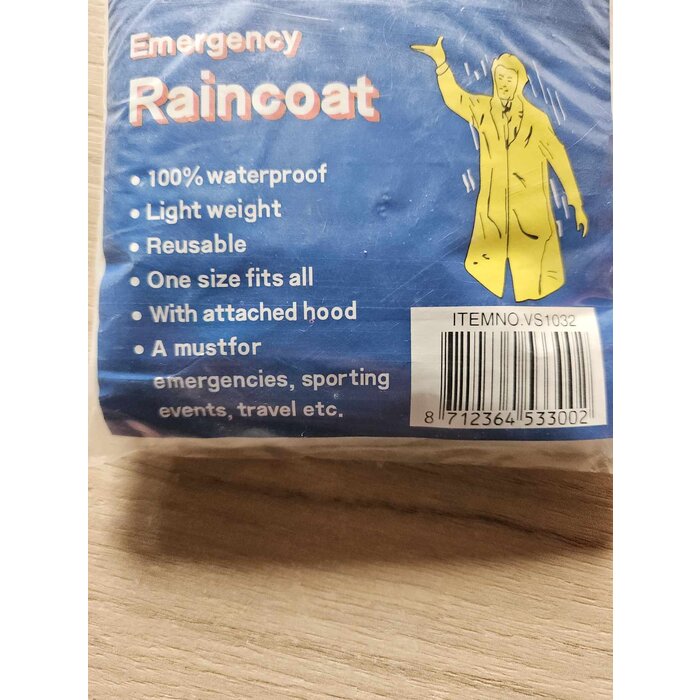 Emergency
Raincoat
• 100% waterproof
• Light weight
• Reusable
• One size fits all
• With attached hood
• A mustfor
emergencies, sporting
events, travel etc.
ITEMNO.VS1032
8 712364 533002